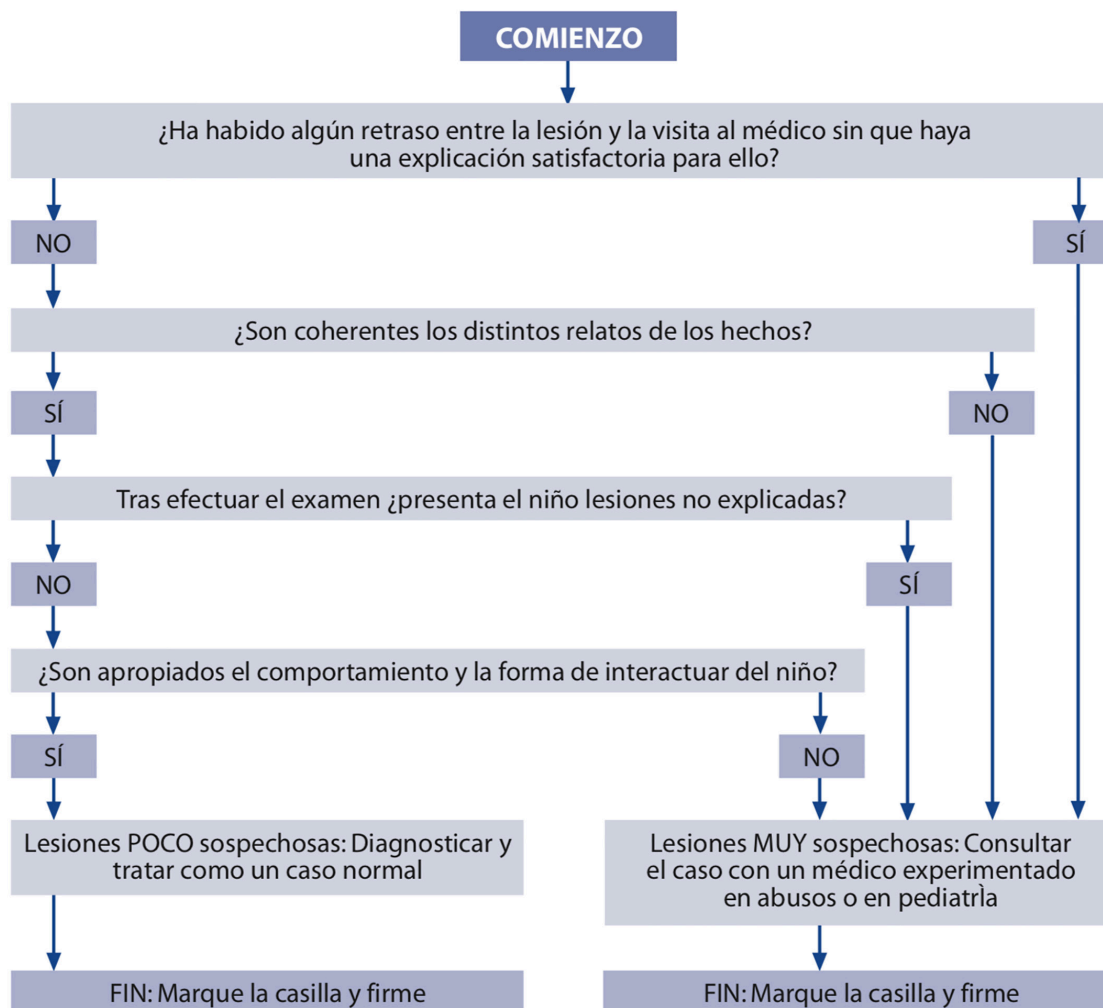 COMIENZO
¿Ha habido algún retraso entre la lesión y la visita al médico sin que haya
una explicación satisfactoria para ello?
NO
SÍ
¿Son coherentes los distintos relatos de los hechos?
SÍ
NO
Tras efectuar el examen ¿presenta el niño lesiones no explicadas?
NO
SÍ
¿Son apropiados el comportamiento y la forma de interactuar del niño?
SÍ
NO
Lesiones POCO sospechosas: Diagnosticar y
tratar como un caso normal
Lesiones MUY sospechosas: Consultar
el caso con un médico experimentado
en abusos o en pediatrÌa
FIN: Marque la casilla y firme
FIN: Marque la casilla y firme